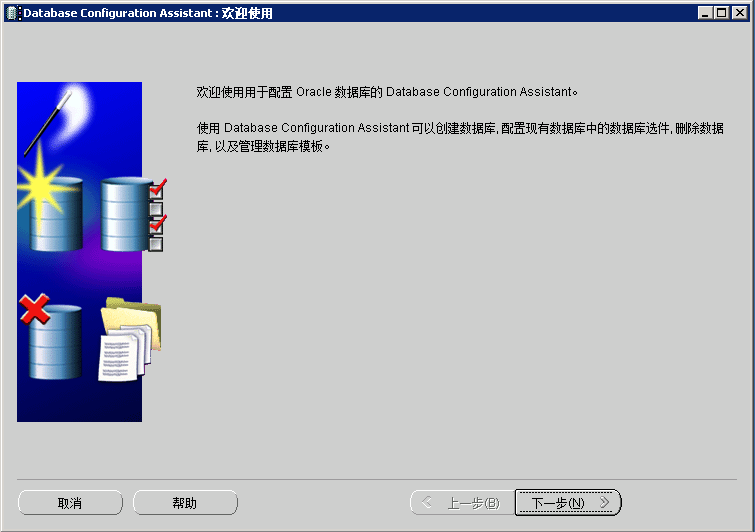 Database Configuration Assistant : 欢迎使用
欢迎使用用于配置 Oracle 数据库的 Database Configuration Assistant。
使用 Database Configuration Assistant 可以创建数据库, 配置现有数据库中的数据库选件, 删除数据
库, 以及管理数据库模板。
取消
帮助
上一步(B)
下一步(N)